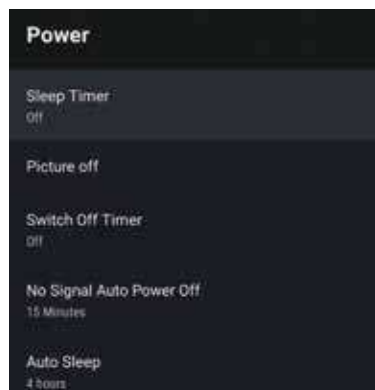 Power
Sleep Timer
Off
Picture off
Switch Off Timer
Off
No Signal Auto Power Off
15 Minutes
Auto Sleep
4 hours